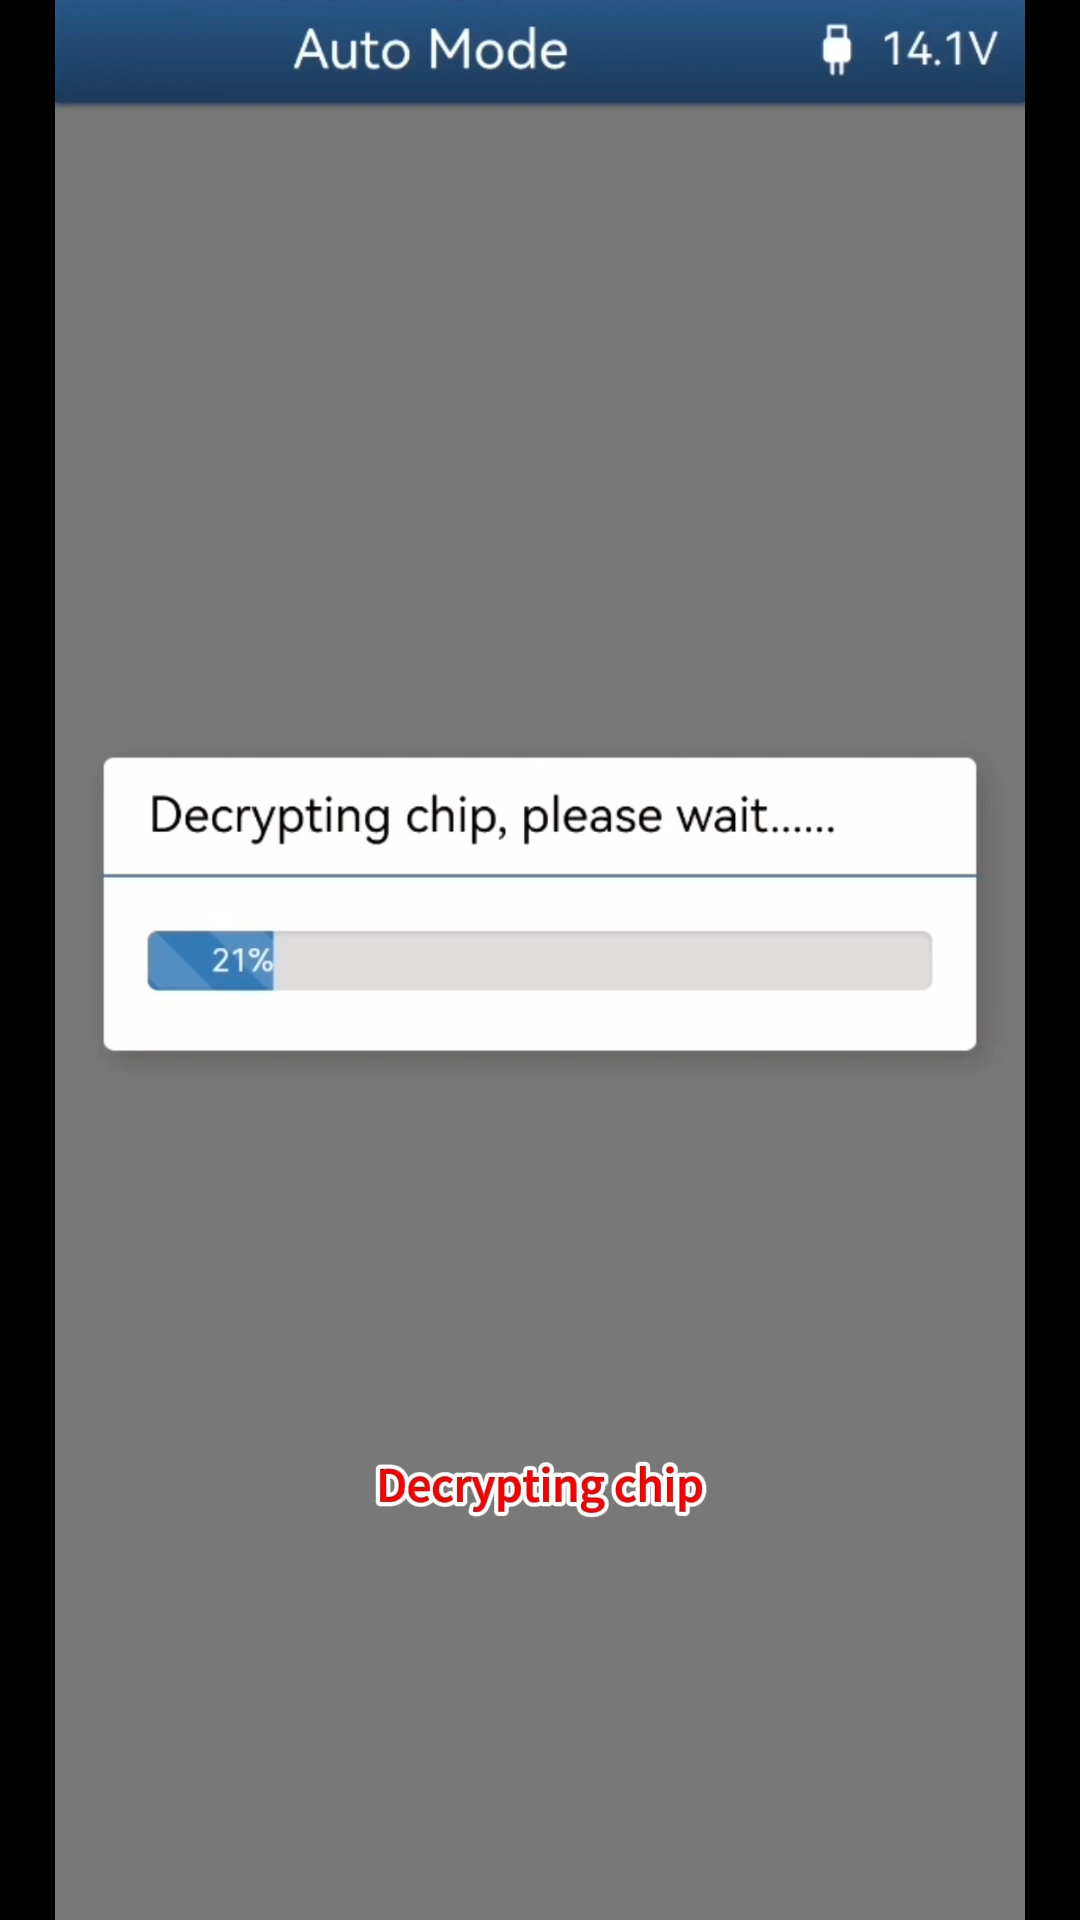 Auto Mode
14.1V
Decrypting chip, please wait......
21%
Decrypting chip